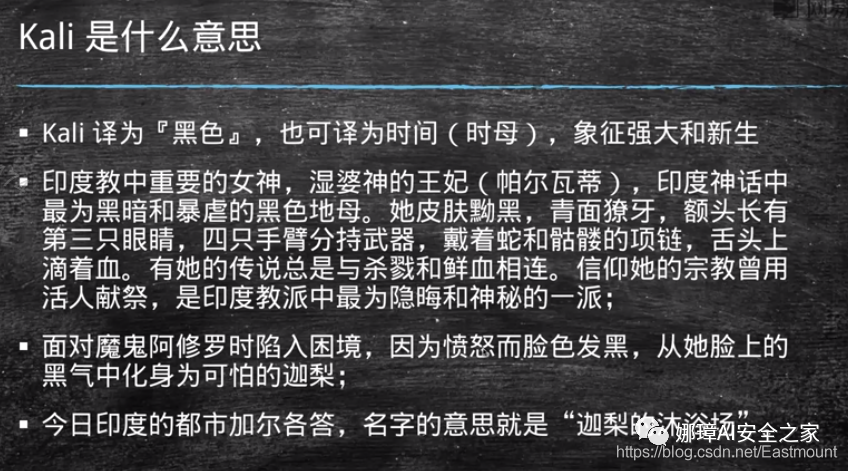 Kali 是什么意思
▪ Kali 译为『黑色』，也可译为时间（时母），象征强大和新生
▪ 印度教中重要的女神，湿婆神的王妃（帕尔瓦蒂），印度神话中
最为黑暗和暴虐的黑色地母。她皮肤黝黑，青面獠牙，额头长有
第三只眼睛，四只手臂分持武器，戴着蛇和骷髅的项链，舌头上
滴着血。有她的传说总是与杀戮和鲜血相连。信仰她的宗教曾用
活人献祭，是印度教派中最为隐晦和神秘的一派；
▪ 面对魔鬼阿修罗时陷入困境，因为愤怒而脸色发黑，从她脸上的
黑气中化身为可怕的迦梨；
▪ 今日印度的都市加尔各答，名字的意思就是“迦梨的沐浴场”
娜璋AI安全之家
https://blog.csdn.net/Eastmount